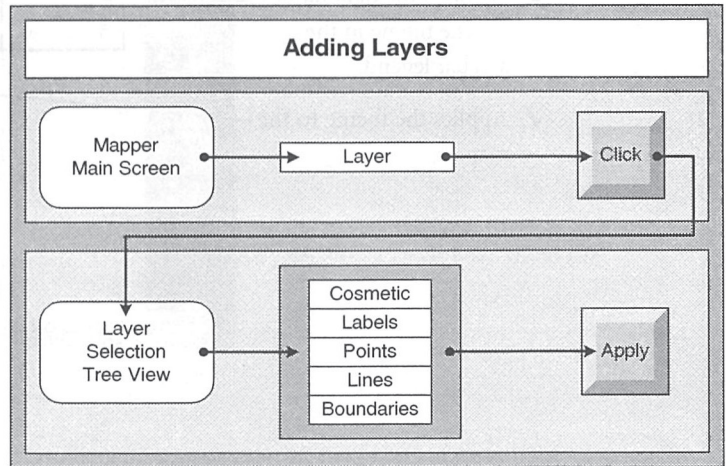 Adding Layers
Mapper
Main Screen
Layer
Click
Layer
Selection
Tree View
Cosmetic
Labels
Points
Lines
Boundaries
Apply